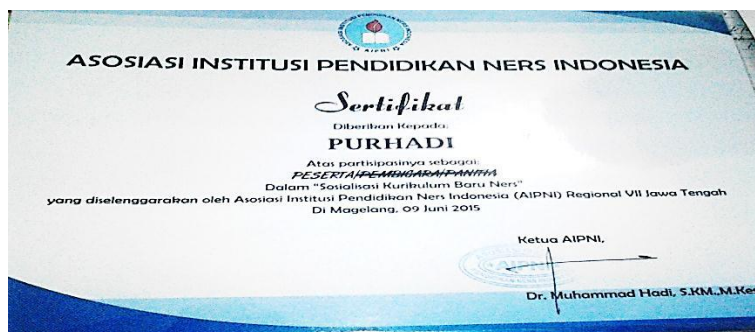 ASOSIASI INSTITUSI PENDIDIKAN NERS INDONESIA
Sertifikat
Diberikan Kepada:
PURHADI
Atas partisipasinya sebagai:
PESERTA/PEMBICARA/PANITIA
Dalam "Sosialisasi Kurikulum Baru Ners"
yang diselenggarakan oleh Asosiasi Institusi Pendidikan Ners Indonesia (AIPNI) Regional VII Jawa Tengah
Di Magelang, 09 Juni 2015
Ketua AIPNI,
AIPNI
Dr. Muhammad Hadi, S.KM.,M.Kes